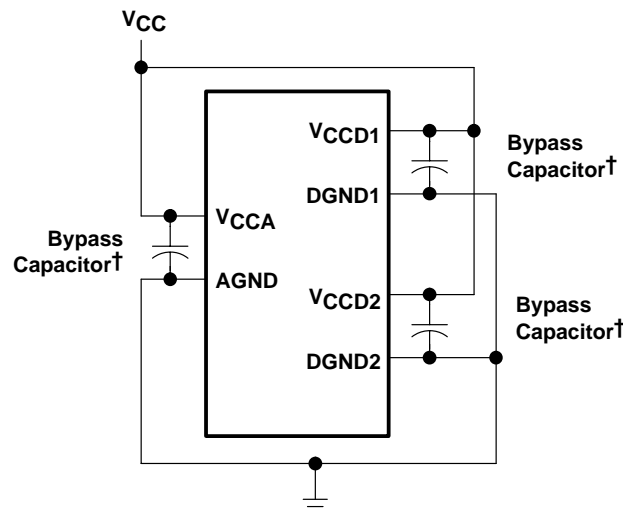 VCC
VCCD1
Bypass
Capacitor†
DGND1
VCCA
Bypass
Capacitor†
AGND
VCCD2
Bypass
Capacitor†
DGND2